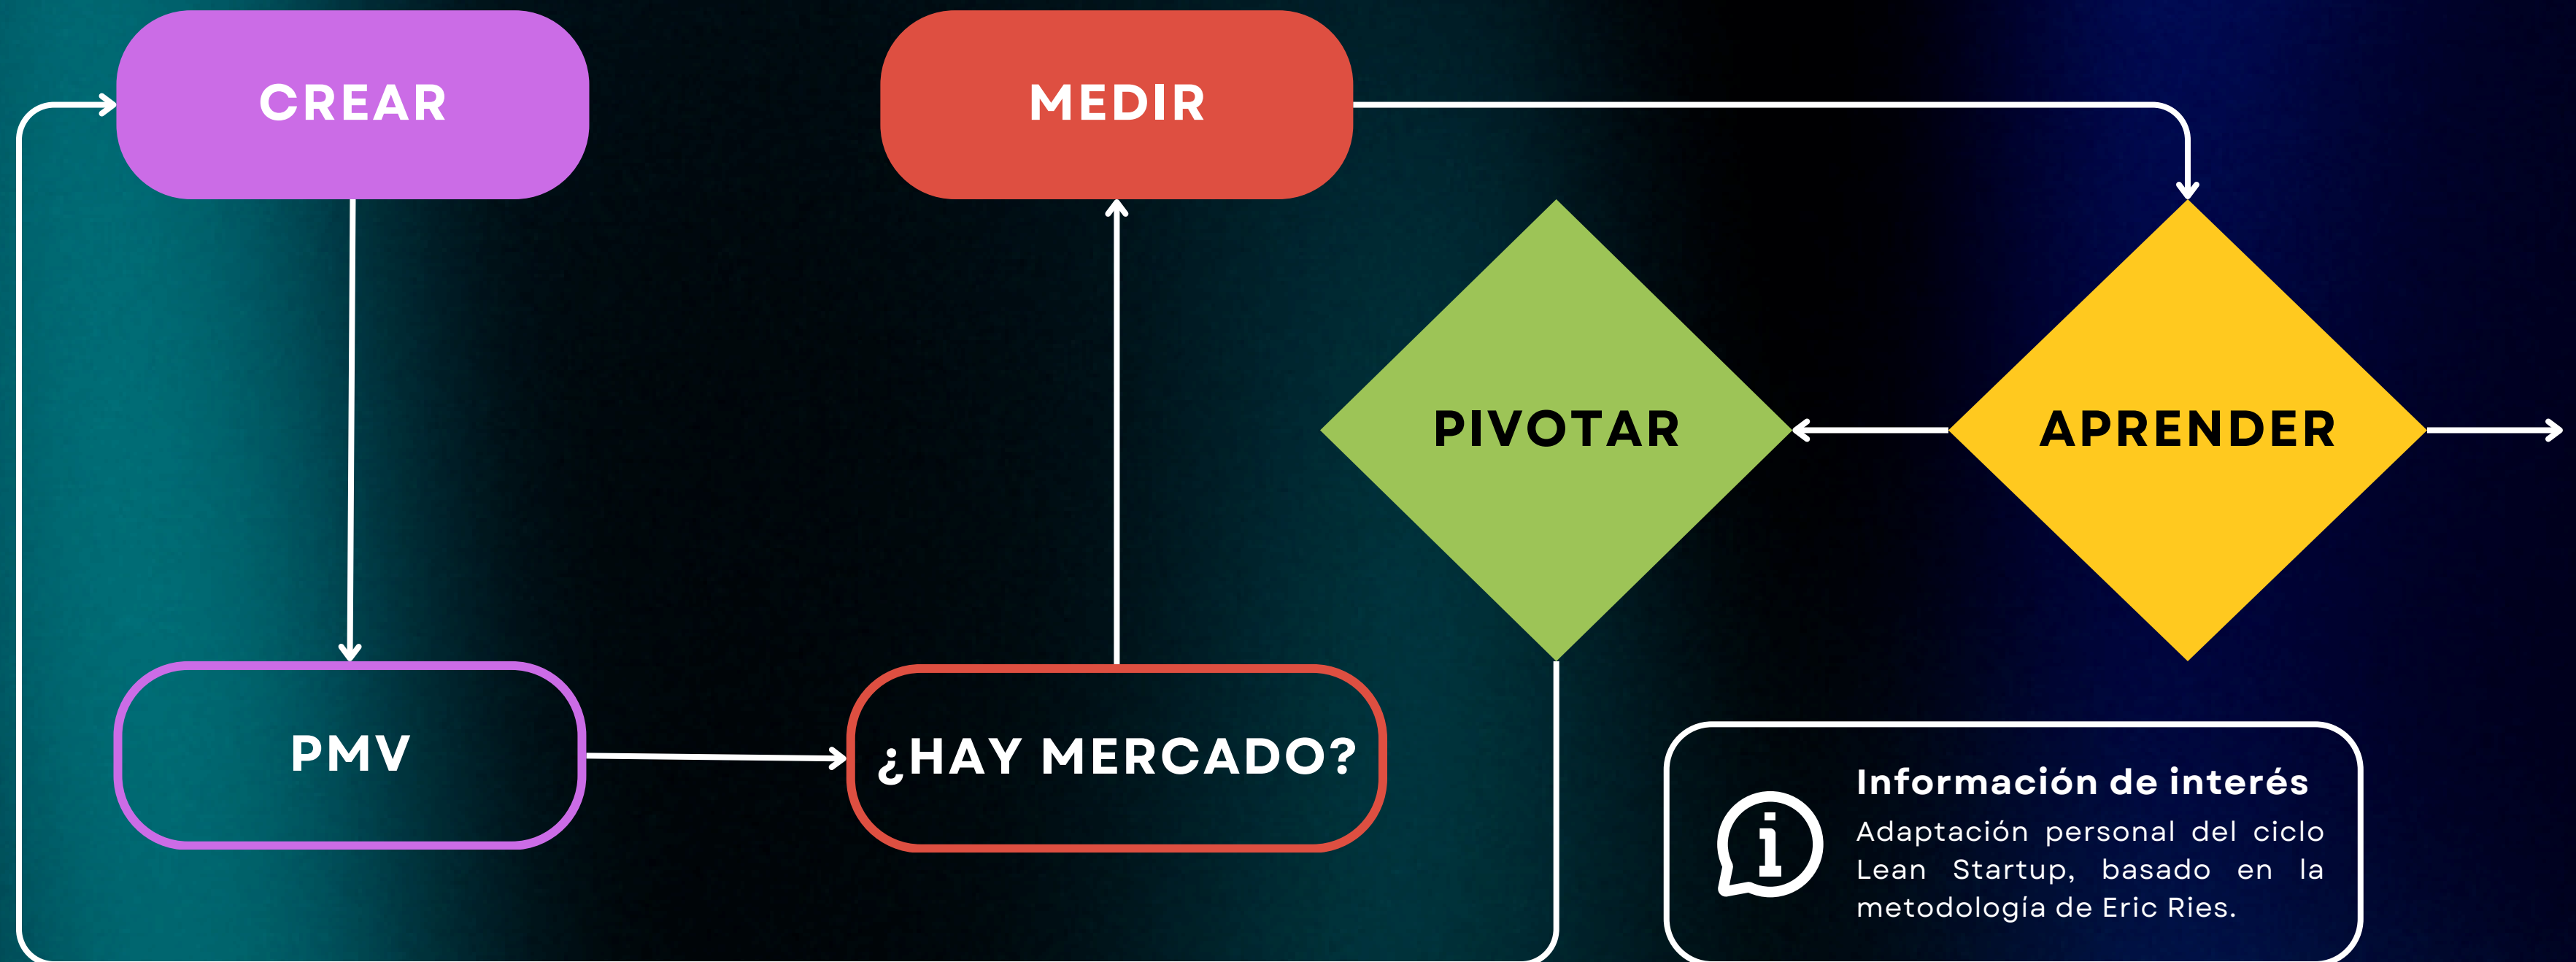 CREAR
MEDIR
PIVOTAR
APRENDER
PMV
¿HAY MERCADO?
Información de interés
Adaptación personal del ciclo
Lean Startup, basado en la
metodología de Eric Ries.